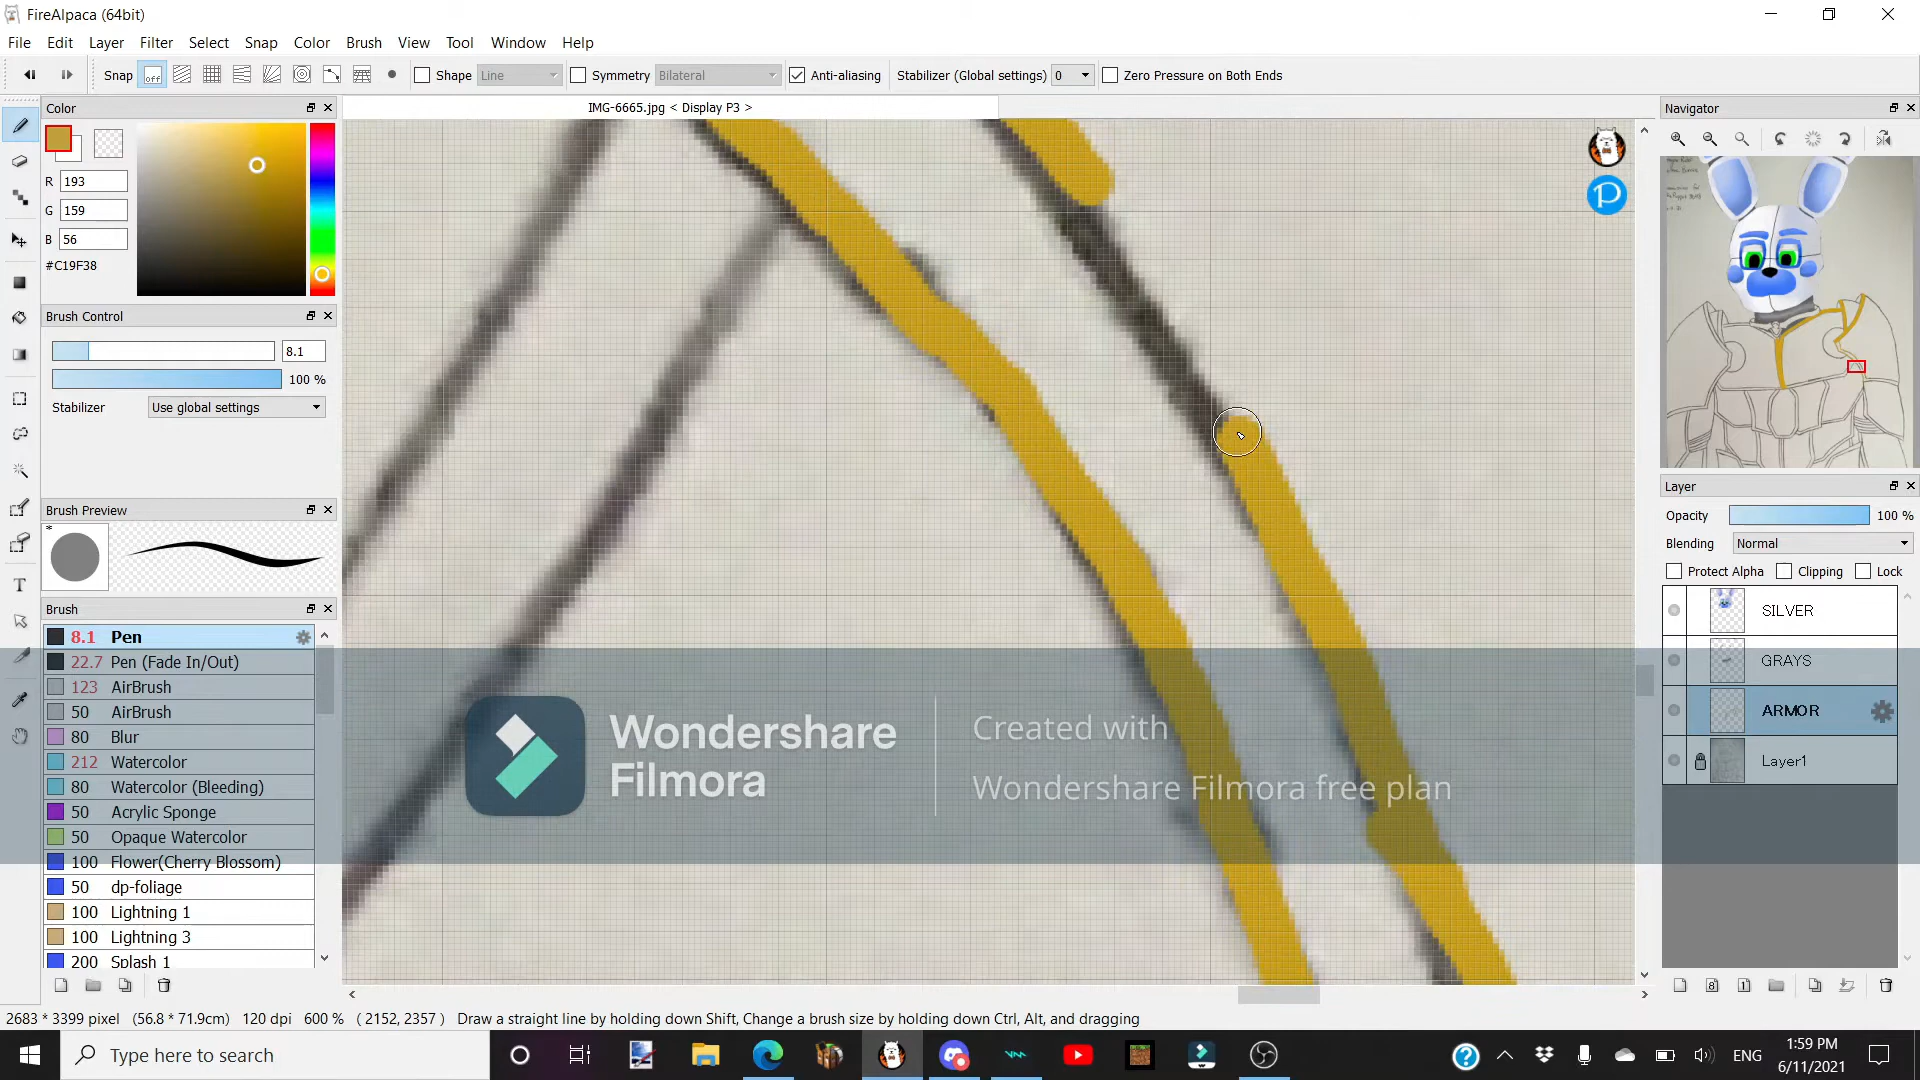 FireAlpaca (64bit)
File Edit Layer Filter Select Snap Color Brush View Tool Window Help
Snap off Shape Line Symmetry Bilateral Anti-aliasing Stabilizer (Global settings) 0 Zero Pressure on Both Ends
Color
R 193
G 159
B 56
#C19F38
Brush Control
8.1
100 %
Stabilizer Use global settings
Brush Preview
*
Brush
8.1 Pen
22.7 Pen (Fade In/Out)
123 AirBrush
50 AirBrush
80 Blur
212 Watercolor
80 Watercolor (Bleeding)
50 Acrylic Sponge
50 Opaque Watercolor
100 Flower(Cherry Blossom)
50 dp-foliage
100 Lightning 1
100 Lightning 3
200 Splash 1
IMG-6665.jpg < Display P3 >
Wondershare
Filmora
Created with
Wondershare Filmora free plan
Navigator
Layer
Opacity 100 %
Blending Normal
Protect Alpha Clipping Lock
SILVER
GRAYS
ARMOR
Layer1
2683 * 3399 pixel (56.8 * 71.9cm) 120 dpi 600 % ( 2152, 2357 ) Draw a straight line by holding down Shift, Change a brush size by holding down Ctrl, Alt, and dragging
Type here to search
ENG
1:59 PM
6/11/2021